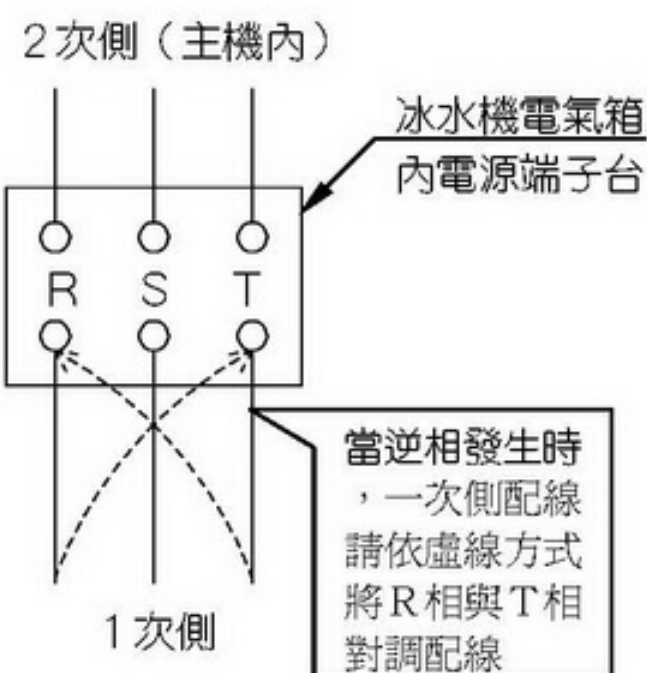 2次側（主機內）
冰水機電氣箱
內電源端子台
R S T
當逆相發生時
，一次側配線
請依虛線方式
將R相與T相
對調配線
1次側